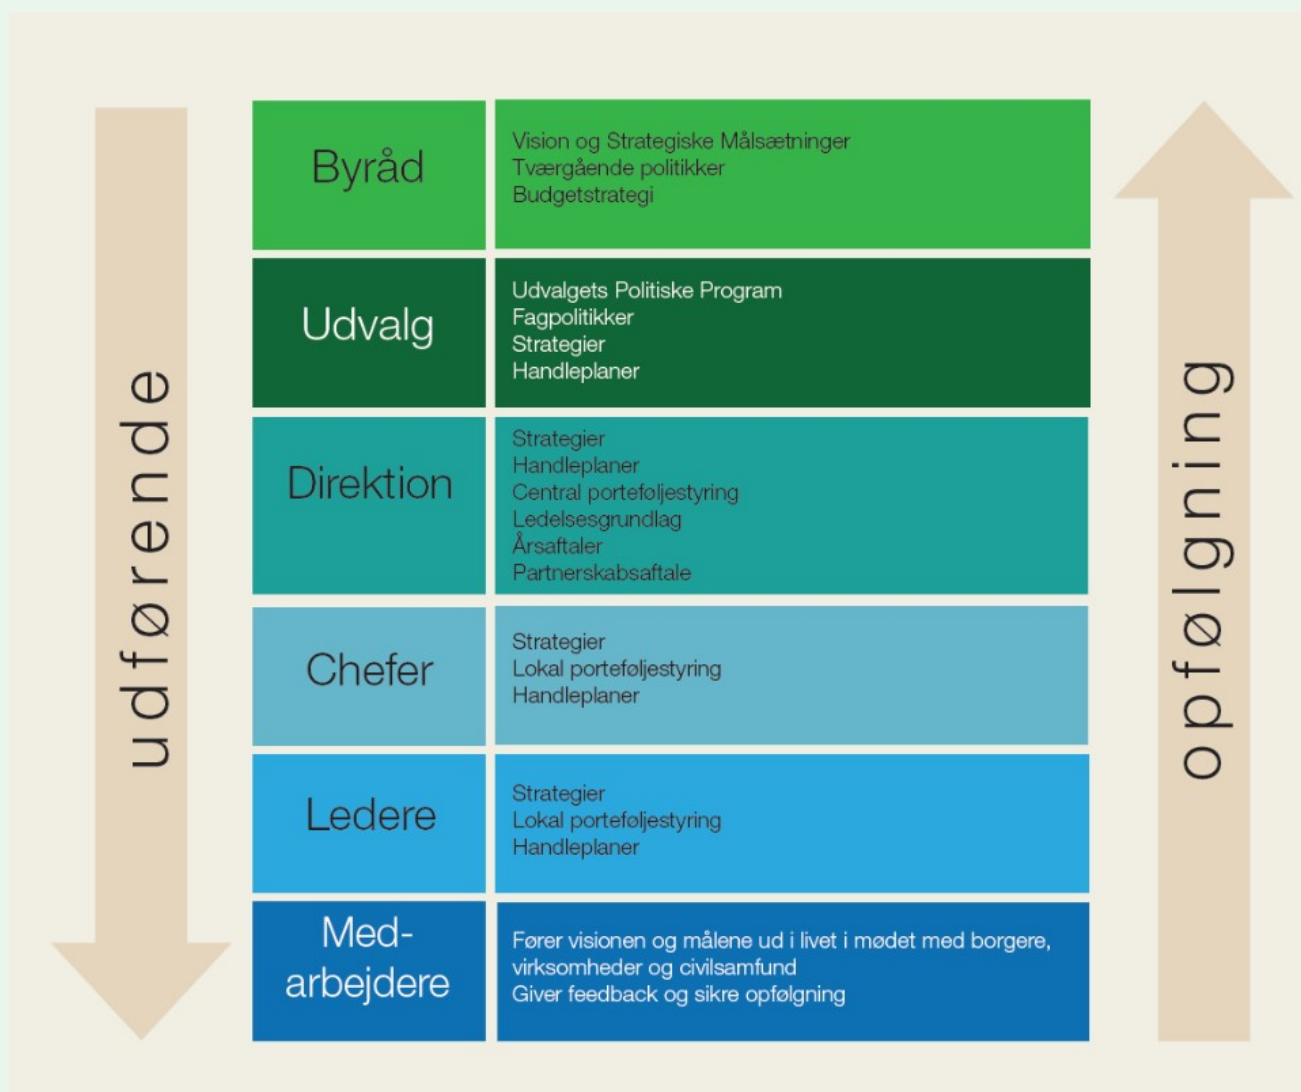 udførende
Byråd
Vision og Strategiske Målsætninger
Tværgående politikker
Budgetstrategi
Udvalg
Udvalgets Politiske Program
Fagpolitikker
Strategier
Handleplaner
Direktion
Strategier
Handleplaner
Central porteføljestyring
Ledelsesgrundlag
Årsaftaler
Partnerskabsaftale
Chefer
Strategier
Lokal porteføljestyring
Handleplaner
Ledere
Strategier
Lokal porteføljestyring
Handleplaner
Med-
arbejdere
Fører visionen og målene ud i livet i mødet med borgere,
virksomheder og civilsamfund
Giver feedback og sikre opfølgning
opfølgning